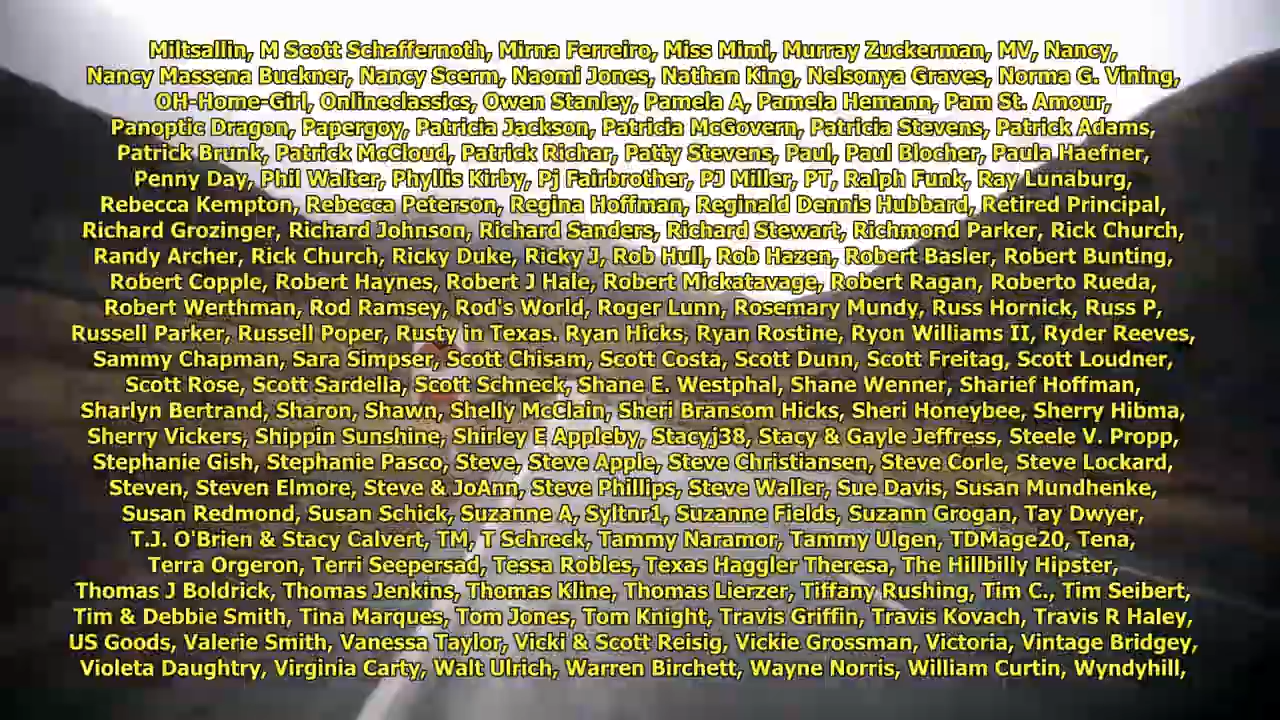 Miltsallin, M Scott Schaffernoth, Mirna Ferreiro, Miss Mimi, Murray Zuckerman, MV, Nancy,
Nancy Massena Buckner, Nancy Scerm, Naomi Jones, Nathan King, Nelsonya Graves, Norma G. Vining,
OH-Home-Girl, Onlineclassics, Owen Stanley, Pamela A, Pamela Hemann, Pam St. Amour,
Panoptic Dragon, Papergoy, Patricia Jackson, Patricia McGovern, Patricia Stevens, Patrick Adams,
Patrick Brunk, Patrick McCloud, Patrick Richar, Patty Stevens, Paul, Paul Blocher, Paula Haefner,
Penny Day, Phil Walter, Phyllis Kirby, Pj Fairbrother, PJ Miller, PT, Ralph Funk, Ray Lunaburg,
Rebecca Kempton, Rebecca Peterson, Regina Hoffman, Reginald Dennis Hubbard, Retired Principal,
Richard Grozinger, Richard Johnson, Richard Sanders, Richard Stewart, Richmond Parker, Rick Church,
Randy Archer, Rick Church, Ricky Duke, Ricky J, Rob Hull, Rob Hazen, Robert Basler, Robert Bunting,
Robert Copple, Robert Haynes, Robert J Hale, Robert Mickatavage, Robert Ragan, Roberto Rueda,
Robert Werthman, Rod Ramsey, Rod's World, Roger Lunn, Rosemary Mundy, Russ Hornick, Russ P,
Russell Parker, Russell Poper, Rusty in Texas. Ryan Hicks, Ryan Rostine, Ryon Williams II, Ryder Reeves,
Sammy Chapman, Sara Simpser, Scott Chisam, Scott Costa, Scott Dunn, Scott Freitag, Scott Loudner,
Scott Rose, Scott Sardella, Scott Schneck, Shane E. Westphal, Shane Wenner, Sharief Hoffman,
Sharlyn Bertrand, Sharon, Shawn, Shelly McClain, Sheri Bransom Hicks, Sheri Honeybee, Sherry Hibma,
Sherry Vickers, Shippin Sunshine, Shirley E Appleby, Stacyj38, Stacy & Gayle Jeffress, Steele V. Propp,
Stephanie Gish, Stephanie Pasco, Steve, Steve Apple, Steve Christiansen, Steve Corle, Steve Lockard,
Steven, Steven Elmore, Steve & JoAnn, Steve Phillips, Steve Waller, Sue Davis, Susan Mundhenke,
Susan Redmond, Susan Schick, Suzanne A, Syltnr1, Suzanne Fields, Suzann Grogan, Tay Dwyer,
T.J. O'Brien & Stacy Calvert, TM, T Schreck, Tammy Naramor, Tammy Ulgen, TDMage20, Tena,
Terra Orgeron, Terri Seepersad, Tessa Robles, Texas Haggler Theresa, The Hillbilly Hipster,
Thomas J Boldrick, Thomas Jenkins, Thomas Kline, Thomas Lierzer, Tiffany Rushing, Tim C., Tim Seibert,
Tim & Debbie Smith, Tina Marques, Tom Jones, Tom Knight, Travis Griffin, Travis Kovach, Travis R Haley,
US Goods, Valerie Smith, Vanessa Taylor, Vicki & Scott Reisig, Vickie Grossman, Victoria, Vintage Bridgey,
Violeta Daughtry, Virginia Carty, Walt Ulrich, Warren Birchett, Wayne Norris, William Curtin, Wyndyhill,